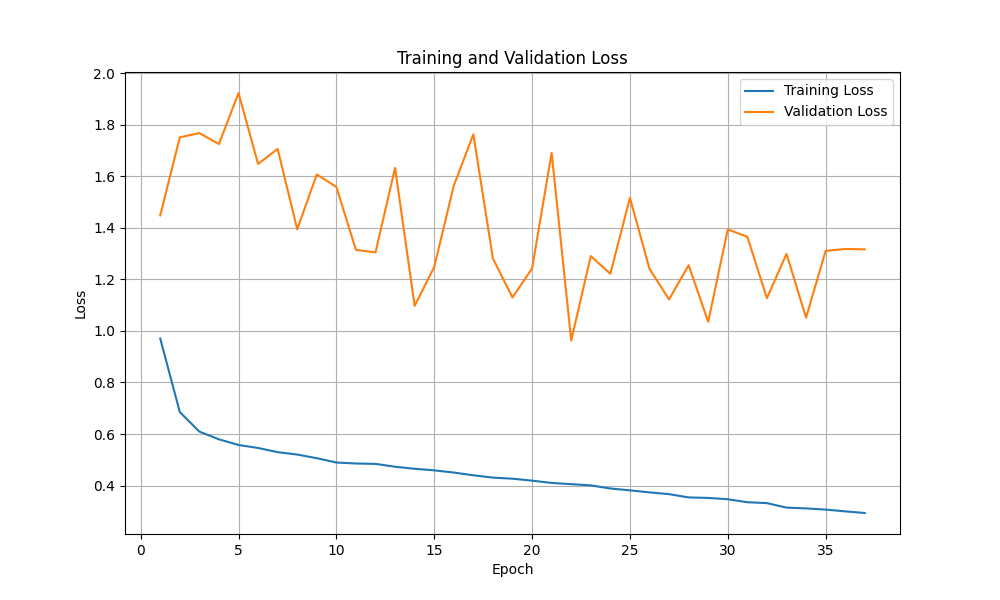 Training and Validation Loss
Training Loss
Validation Loss
2.0
1.8
1.6
1.4
1.2
1.0
0.8
0.6
0.4
Loss
0 5 10 15 20 25 30 35
Epoch